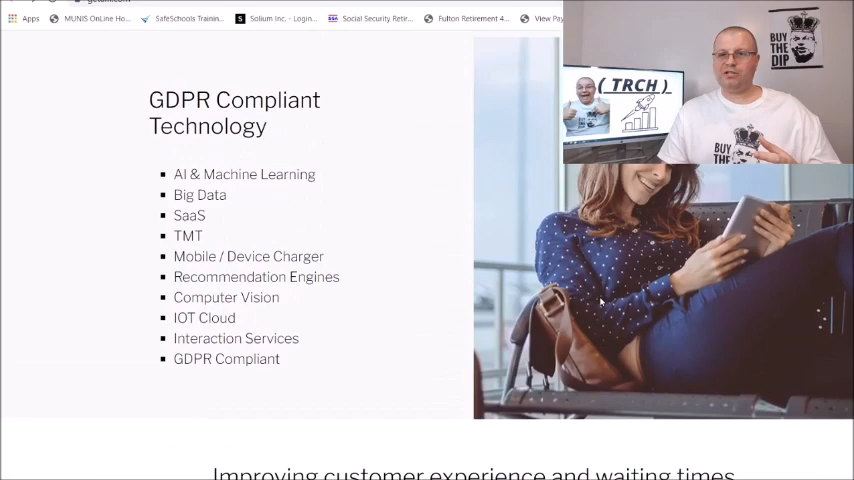 Apps
MUNIS OnLine Ho...
SafeSchools Trainin...
S
Solium Inc. - Login...
SSA
Social Security Retir...
Fulton Retirement 4...
View Pay
BUY
THE
DIP
( TRCH )
BUY
THE
GDPR Compliant
Technology
AI & Machine Learning
Big Data
SaaS
TMT
Mobile / Device Charger
Recommendation Engines
Computer Vision
IOT Cloud
Interaction Services
GDPR Compliant
Improving customer experience and waiting times